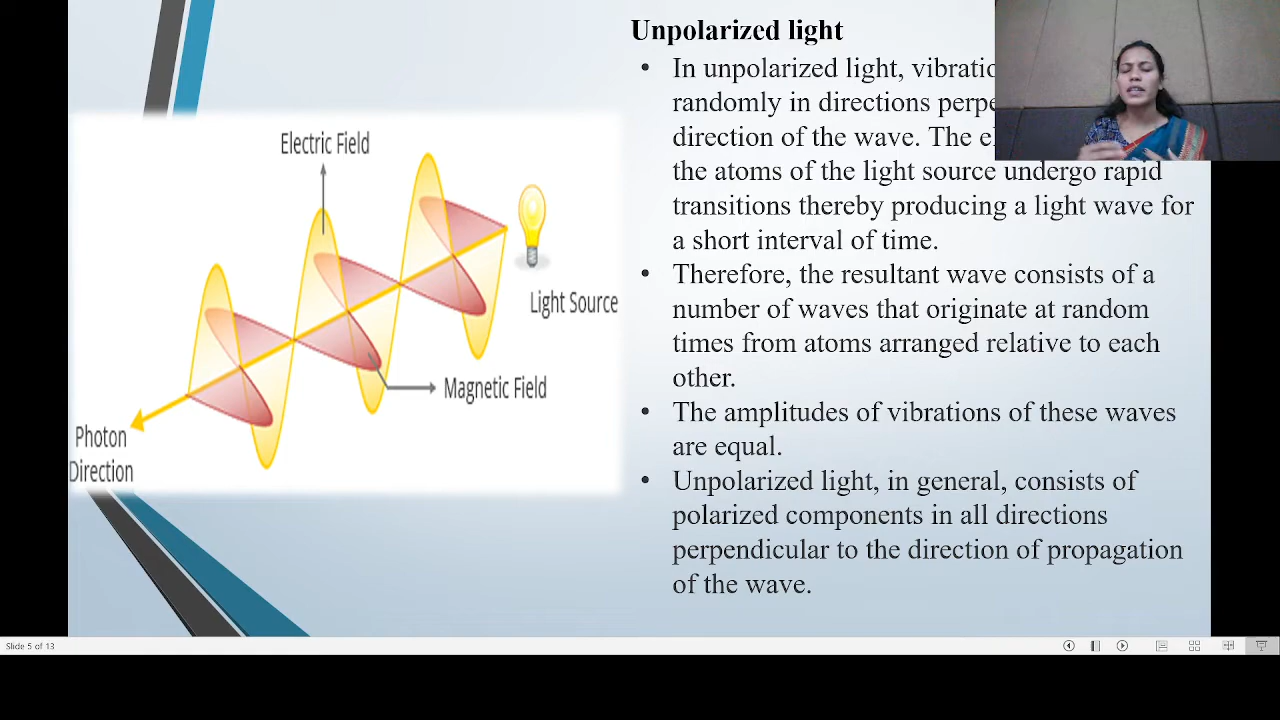 Unpolarized light
• In unpolarized light,
randomly in directions
direction of the wave. The
the atoms of the light source undergo rapid
transitions thereby producing a light wave for
a short interval of time.
• Therefore, the resultant wave consists of a
number of waves that originate at random
times from atoms arranged relative to each
other.
• The amplitudes of vibrations of these waves
are equal.
• Unpolarized light, in general, consists of
polarized components in all directions
perpendicular to the direction of propagation
of the wave.
Electric Field
Light Source
Magnetic Field
Photon
Direction
Slide 5 of 13